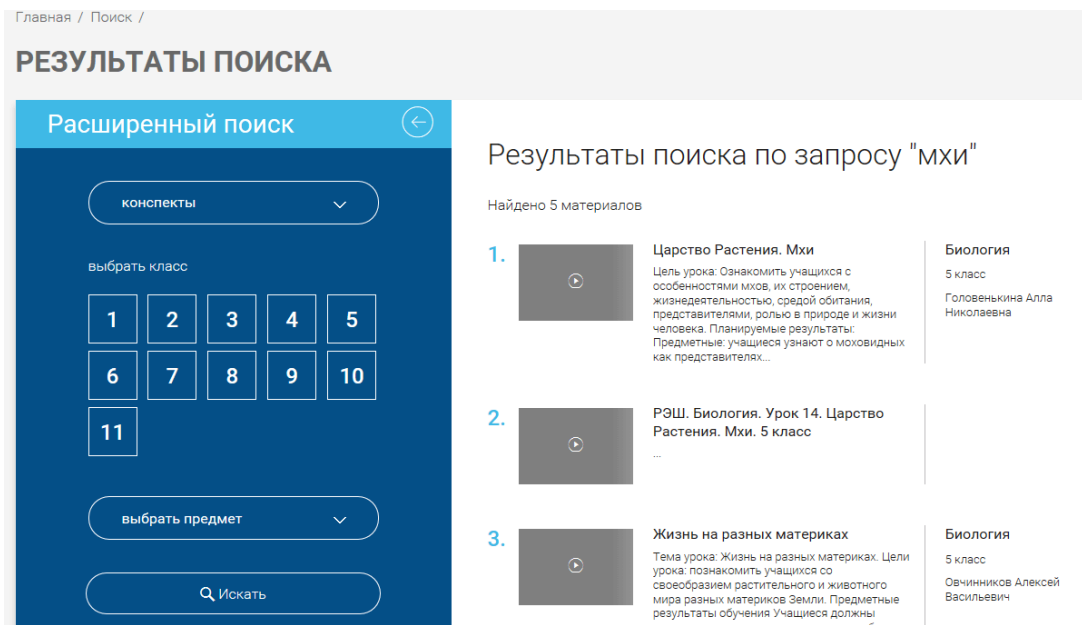 Главная / Поиск /
РЕЗУЛЬТАТЫ ПОИСКА
Расширенный поиск
конспекты
выбрать класс
1 2 3 4 5
6 7 8 9 10
11
выбрать предмет
Искать
Результаты поиска по запросу "мхи"
Найдено 5 материалов
1.
Царство Растения. Мхи
Цель урока: Ознакомить учащихся с
особенностями мхов, их строением,
жизнедеятельностью, средой обитания,
представителями, ролью в природе и жизни
человека. Планируемые результаты:
Предметные: учащиеся узнают о моховидных
как представителях...
Биология
5 класс
Головенькина Алла
Николаевна
2.
РЭШ. Биология. Урок 14. Царство
Растения. Мхи. 5 класс
...
3.
Жизнь на разных материках
Тема урока: Жизнь на разных материках. Цели
урока: познакомить учащихся со
своеобразием растительного и животного
мира разных материков Земли. Предметные
результаты обучения Учащиеся должны
Биология
5 класс
Овчинников Алексей
Васильевич